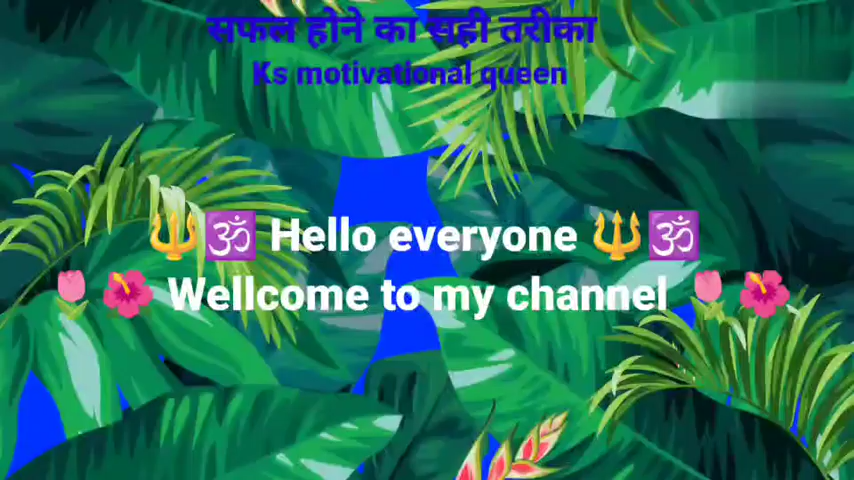 सफल होने का सही तरीका
Ks motivational queen
🔱🕉️ Hello everyone 🔱🕉️
🌷🌺 Wellcome to my channel 🌷🌺